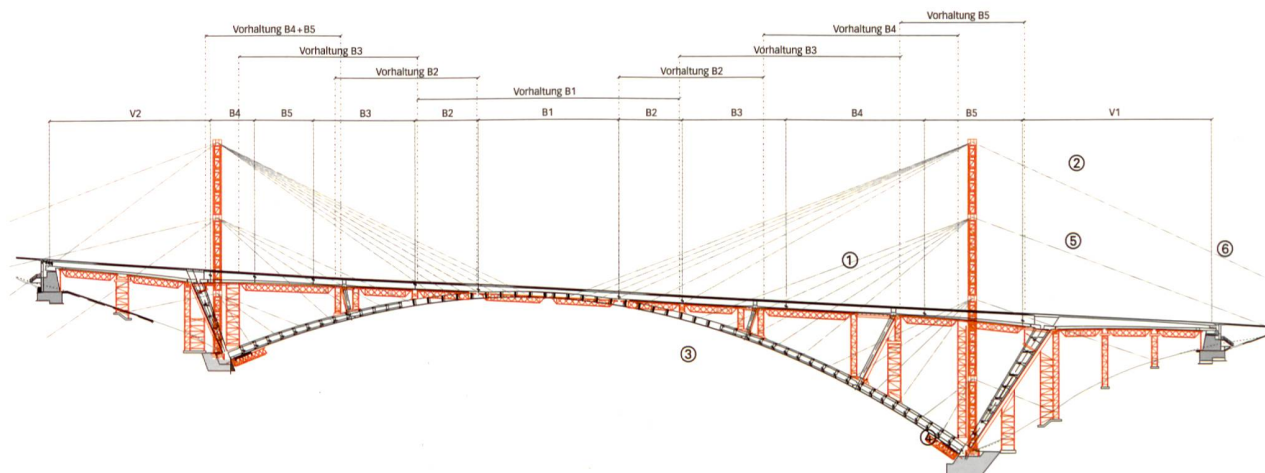 Vorhaltung B5
Vorhaltung B4+B5
Vorhaltung B4
Vorhaltung B3
Vorhaltung B3
Vorhaltung B2
Vorhaltung B2
Vorhaltung B1
V2 B4 B5 B3 B2 B1 B2 B3 B4 B5 V1
2
5
6
1
3
4